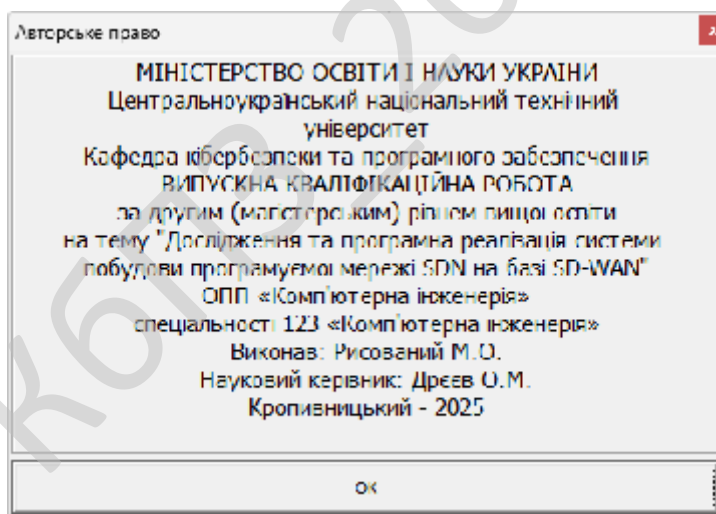 Авторське право
МІНІСТЕРСТВО ОСВІТИ І НАУКИ УКРАЇНИ
Центральноукраїнський національний технічний
університет
Кафедра кібербезпеки та програмного забезпечення
ВИПУСКНА КВАЛІФІКАЦІЙНА РОБОТА
за другим (магістерським) рівнем вищої освіти
на тему "Дослідження та програмна реалізація системи
побудови програмуємої мережі SDN на базі SD-WAN"
ОПП «Комп'ютерна інженерія»
спеціальності 123 «Комп'ютерна інженерія»
Виконав: Рисований М.О.
Науковий керівник: Дрєєв О.М.
Кропивницький - 2025
ОК